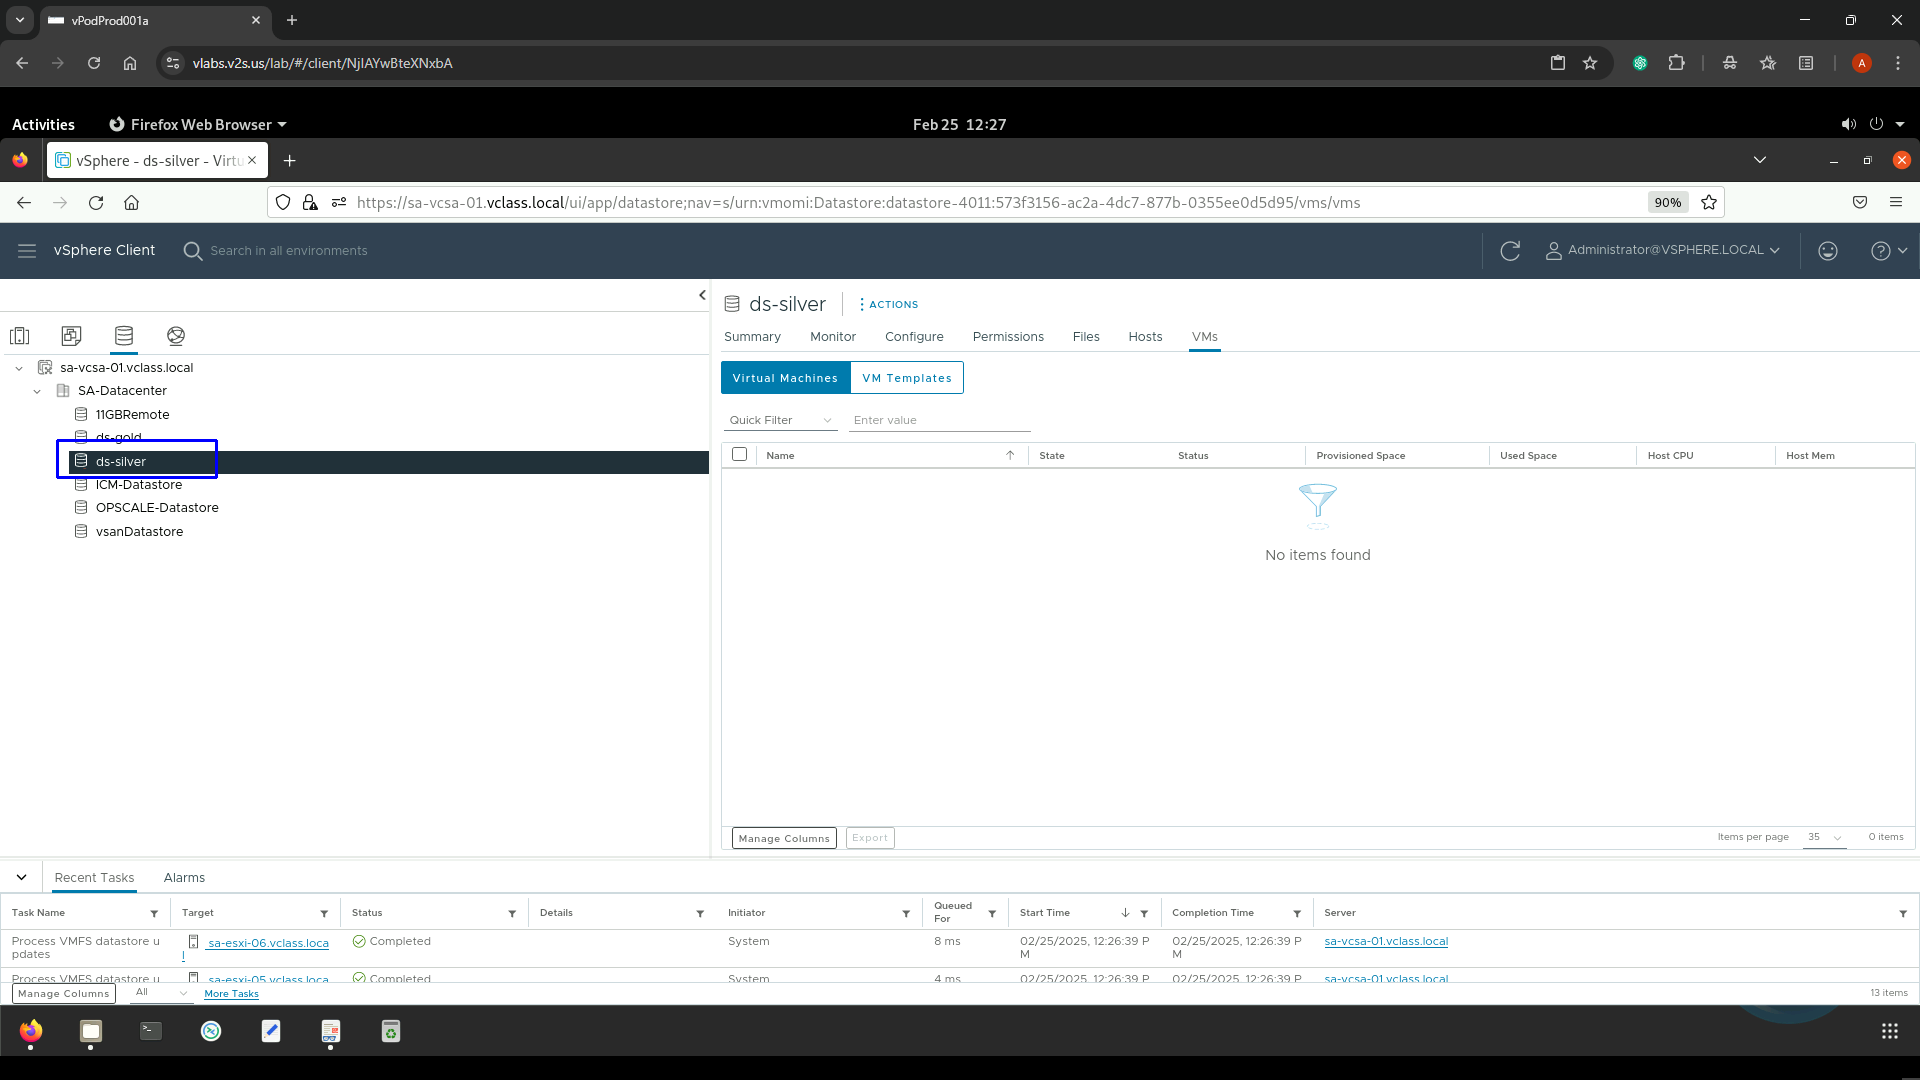 vPodProd001a
vlabs.v2s.us/lab/#/client/NjlAYwBteXNxbA
A
Activities
Firefox Web Browser
Feb 25 12:27
vSphere - ds-silver - Virtu
https://sa-vcsa-01.vclass.local/ui/app/datastore;nav=s/urn:vmomi:Datastore:datastore-4011:573f3156-ac2a-4dc7-877b-0355ee0d5d95/vms/vms
90%
vSphere Client
Search in all environments
Administrator@VSPHERE.LOCAL
sa-vcsa-01.vclass.local
SA-Datacenter
11GBRemote
ds-gold
ds-silver
ICM-Datastore
OPSCALE-Datastore
vsanDatastore
ds-silver
ACTIONS
Summary Monitor Configure Permissions Files Hosts VMs
Virtual Machines VM Templates
Quick Filter Enter value
Name State Status Provisioned Space Used Space Host CPU Host Mem
No items found
Manage Columns Export Items per page 35 0 items
Recent Tasks Alarms
Task Name Target Status Details Initiator Queued For Start Time Completion Time Server
Process VMFS datastore u sa-esxi-06.vclass.loca Completed System 8 ms 02/25/2025, 12:26:39 P 02/25/2025, 12:26:39 P sa-vcsa-01.vclass.local
pdates l M M
Process VMFS datastore u sa-esxi-05.vclass.loca Completed System 4 ms 02/25/2025, 12:26:39 P 02/25/2025, 12:26:39 P sa-vcsa-01.vclass.local
Manage Columns All More Tasks 13 items